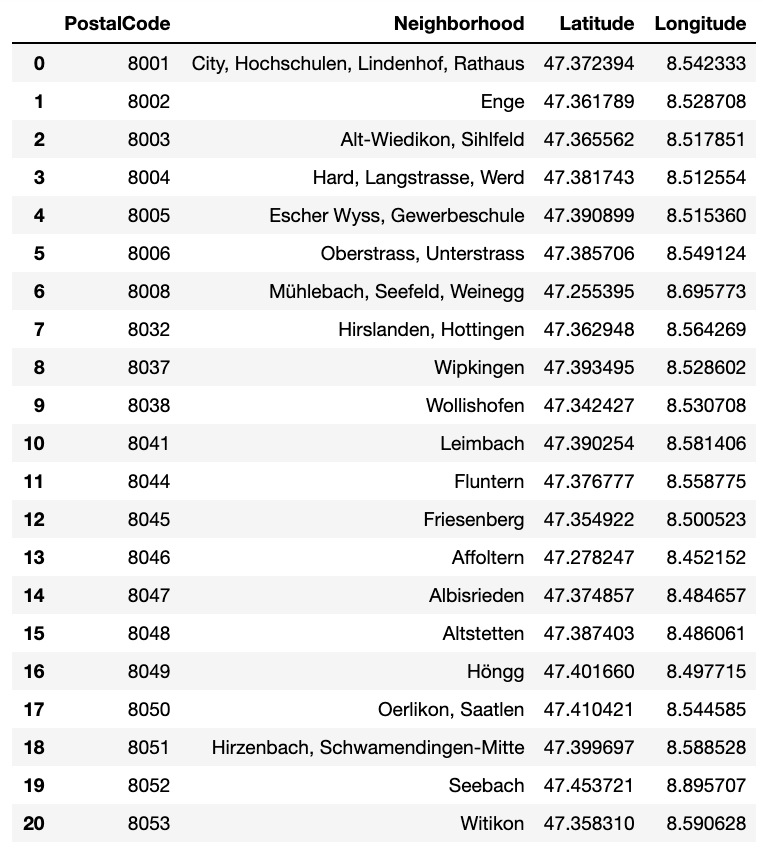 PostalCode Neighborhood Latitude Longitude
0 8001 City, Hochschulen, Lindenhof, Rathaus 47.372394 8.542333
1 8002 Enge 47.361789 8.528708
2 8003 Alt-Wiedikon, Sihlfeld 47.365562 8.517851
3 8004 Hard, Langstrasse, Werd 47.381743 8.512554
4 8005 Escher Wyss, Gewerbeschule 47.390899 8.515360
5 8006 Oberstrass, Unterstrass 47.385706 8.549124
6 8008 Mühlebach, Seefeld, Weinegg 47.255395 8.695773
7 8032 Hirslanden, Hottingen 47.362948 8.564269
8 8037 Wipkingen 47.393495 8.528602
9 8038 Wollishofen 47.342427 8.530708
10 8041 Leimbach 47.390254 8.581406
11 8044 Fluntern 47.376777 8.558775
12 8045 Friesenberg 47.354922 8.500523
13 8046 Affoltern 47.278247 8.452152
14 8047 Albisrieden 47.374857 8.484657
15 8048 Altstetten 47.387403 8.486061
16 8049 Höngg 47.401660 8.497715
17 8050 Oerlikon, Saatlen 47.410421 8.544585
18 8051 Hirzenbach, Schwamendingen-Mitte 47.399697 8.588528
19 8052 Seebach 47.453721 8.895707
20 8053 Witikon 47.358310 8.590628